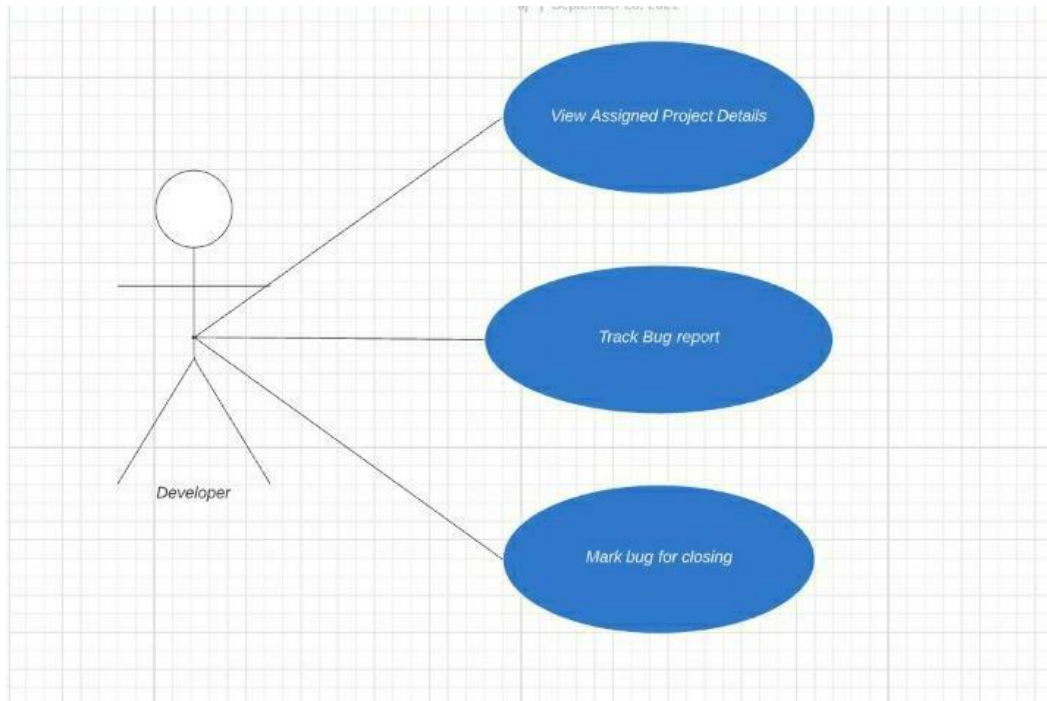 View Assigned Project Details
Track Bug report
Developer
Mark bug for closing